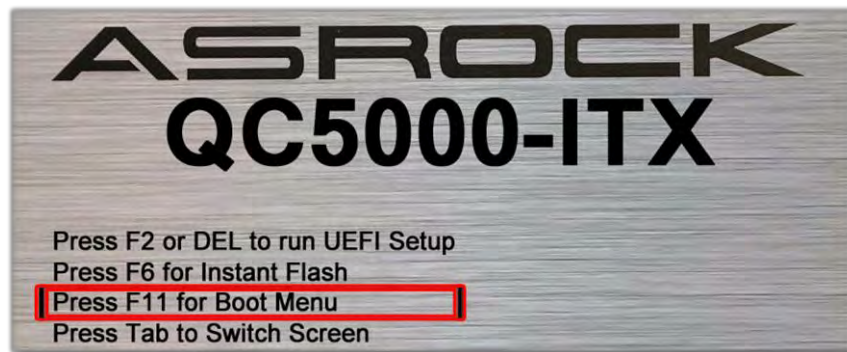 ASROCK
QC5000-ITX
Press F2 or DEL to run UEFI Setup
Press F6 for Instant Flash
Press F11 for Boot Menu
Press Tab to Switch Screen